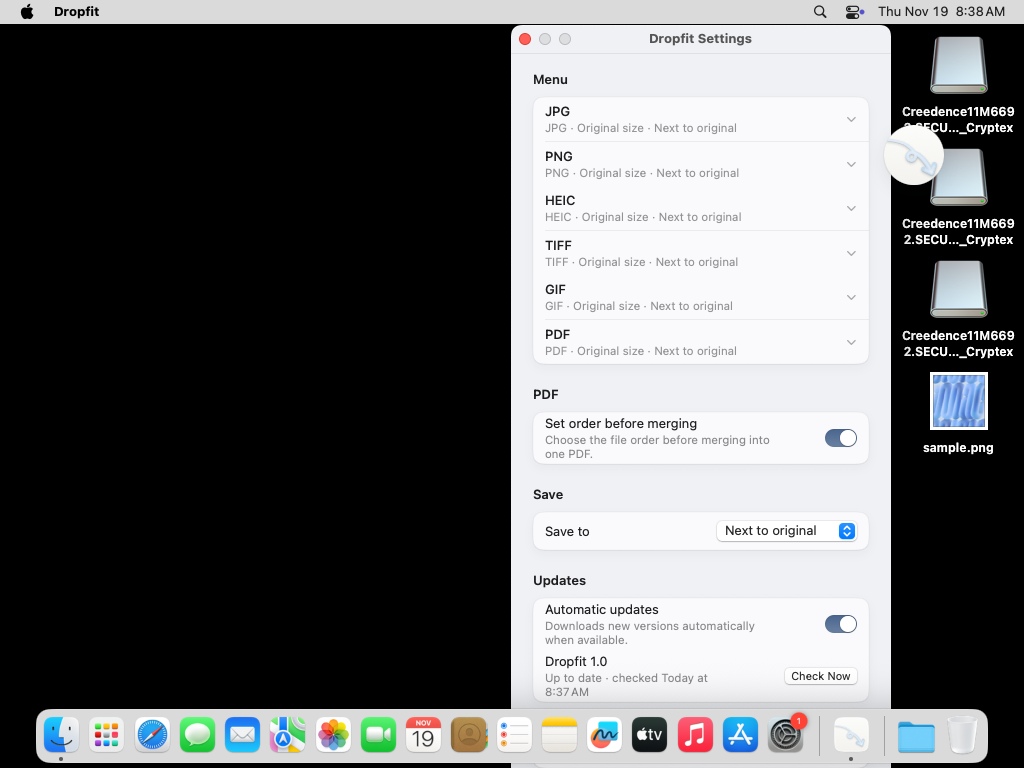 Dropfit
Thu Nov 19 8:38 AM
Dropfit Settings
Menu
JPG
JPG · Original size · Next to original
PNG
PNG · Original size · Next to original
HEIC
HEIC · Original size · Next to original
TIFF
TIFF · Original size · Next to original
GIF
GIF · Original size · Next to original
PDF
PDF · Original size · Next to original
PDF
Set order before merging
Choose the file order before merging into
one PDF.
Save
Save to
Next to original
Updates
Automatic updates
Downloads new versions automatically
when available.
Dropfit 1.0
Up to date · checked Today at
8:37 AM
Check Now
Creedence11M669
2.SECU..._Cryptex
Creedence11M669
2.SECU..._Cryptex
Creedence11M669
2.SECU..._Cryptex
sample.png
NOV
19
tv
1